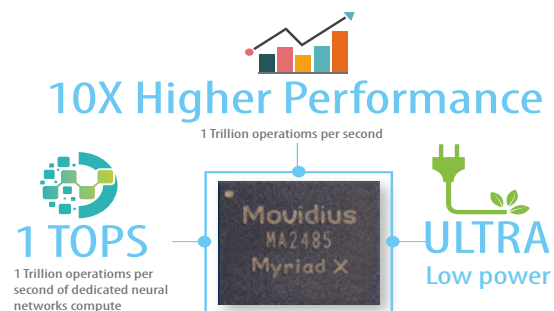 10X Higher Performance
1 Trillion operatioms per second
1 TOPS
1 Trillion operatioms per
second of dedicated neural
networks compute
Movidius
MA2485
Myriad X
ULTRA
Low power